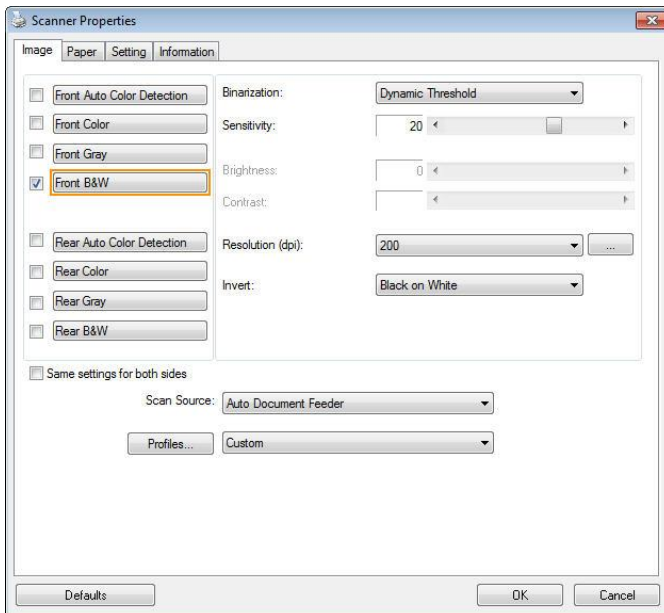 Scanner Properties
Image Paper Setting Information
Front Auto Color Detection
Front Color
Front Gray
Front B&W
Rear Auto Color Detection
Rear Color
Rear Gray
Rear B&W
Binarization: Dynamic Threshold
Sensitivity: 20
Brightness: 0
Contrast:
Resolution (dpi): 200 ...
Invert: Black on White
Same settings for both sides
Scan Source: Auto Document Feeder
Profiles... Custom
Defaults OK Cancel